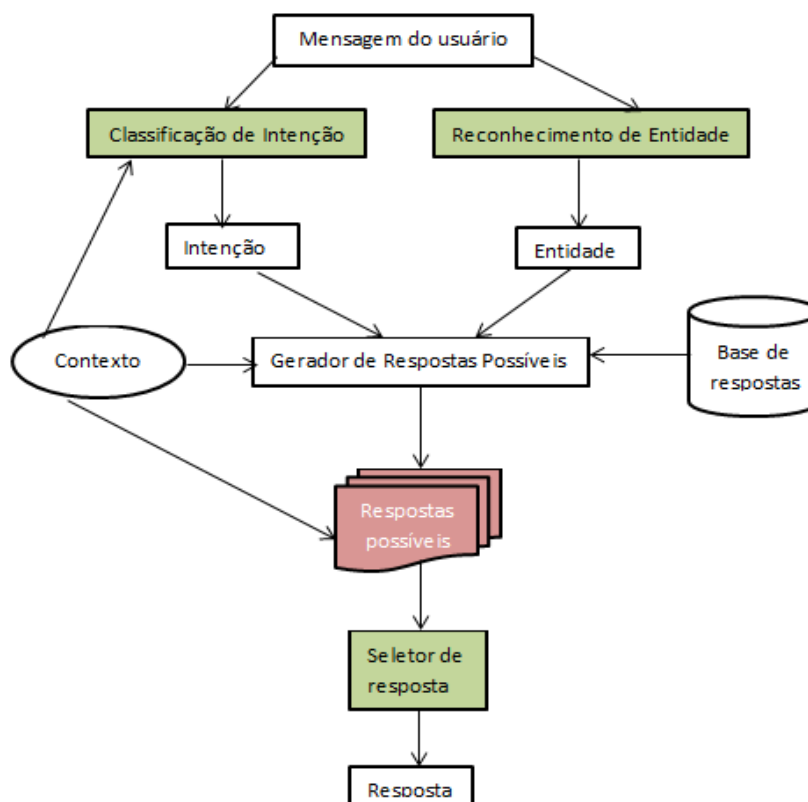 Mensagem do usuário
Classificação de Intenção
Reconhecimento de Entidade
Intenção
Entidade
Contexto
Gerador de Respostas Possíveis
Base de
respostas
Respostas
possíveis
Seletor de
resposta
Resposta